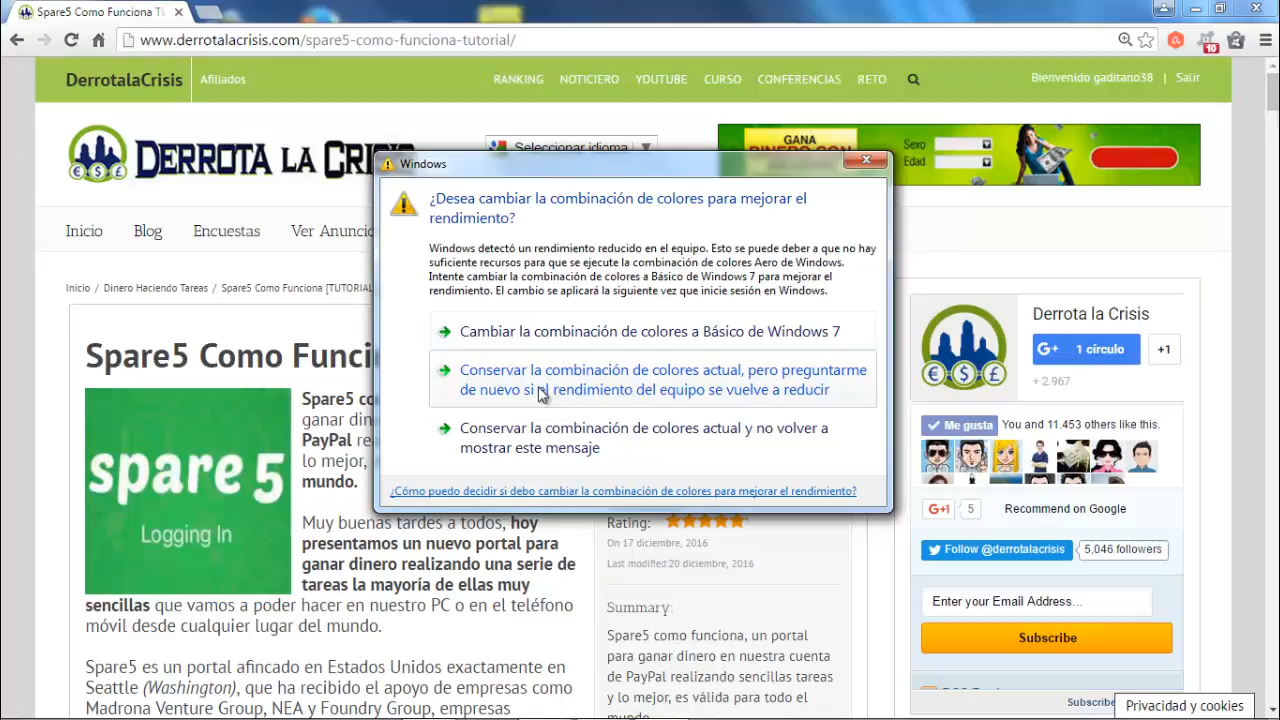 Spare5 Como Funciona T
www.derrotalacrisis.com/spare5-como-funciona-tutorial/
10
DerrotalaCrisis
Afiliados
RANKING NOTICIERO YOUTUBE CURSO CONFERENCIAS RETO
Bienvenido gaditano38 | Salir
DERROTA LA CRISIS
Seleccionar idioma
GANA
DINERO CON
Sexo
Edad
Inicio Blog Encuestas Ver Anuncio
Inicio / Dinero Haciendo Tareas / Spare5 Como Funciona [TUTORIAL
Spare5 Como Funci
spare5
Logging In
Spare5 co
ganar din
PayPal re
lo mejor,
mundo.
Muy buenas tardes a todos, hoy
presentamos un nuevo portal para
ganar dinero realizando una serie de
tareas la mayoría de ellas muy
sencillas que vamos a poder hacer en nuestro PC o en el teléfono
móvil desde cualquier lugar del mundo.
Spare5 es un portal afincado en Estados Unidos exactamente en
Seattle (Washington), que ha recibido el apoyo de empresas como
Madrona Venture Group, NEA y Foundry Group, empresas
Windows
¿Desea cambiar la combinación de colores para mejorar el
rendimiento?
Windows detectó un rendimiento reducido en el equipo. Esto se puede deber a que no hay
suficiente recursos para que se ejecute la combinación de colores Aero de Windows.
Intente cambiar la combinación de colores a Básico de Windows 7 para mejorar el
rendimiento. El cambio se aplicará la siguiente vez que inicie sesión en Windows.
Cambiar la combinación de colores a Básico de Windows 7
Conservar la combinación de colores actual, pero preguntarme
de nuevo si el rendimiento del equipo se vuelve a reducir
Conservar la combinación de colores actual y no volver a
mostrar este mensaje
¿Cómo puedo decidir si debo cambiar la combinación de colores para mejorar el rendimiento?
Rating:
On 17 diciembre, 2016
Last modified:20 diciembre, 2016
Summary:
Spare5 como funciona, un portal
para ganar dinero en nuestra cuenta
de PayPal realizando sencillas tareas
y lo mejor, es válida para todo el
mundo
Derrota la Crisis
G+ 1 círculo
+1
+ 2.967
Me gusta You and 11.453 others like this.
G+1 5 Recommend on Google
Follow @derrotalacrisis 5,046 followers
Enter your Email Address...
Subscribe
Subscribe
Privacidad y cookies